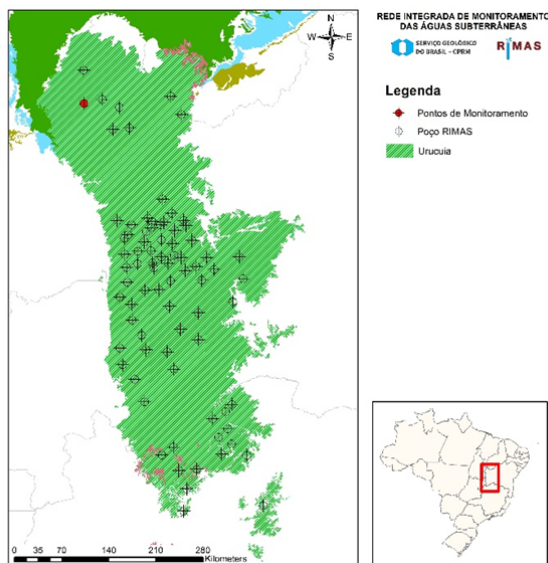 REDE INTEGRADA DE MONITORAMENTO
DAS ÁGUAS SUBTERRÂNEAS
SERVIÇO GEOLÓGICO
DO BRASIL – CPRM
RIMAS
N
W
E
S
Legenda
Pontos de Monitoramento
Poço RIMAS
Urucuia
0 35 70 140 210 280
Kilometers